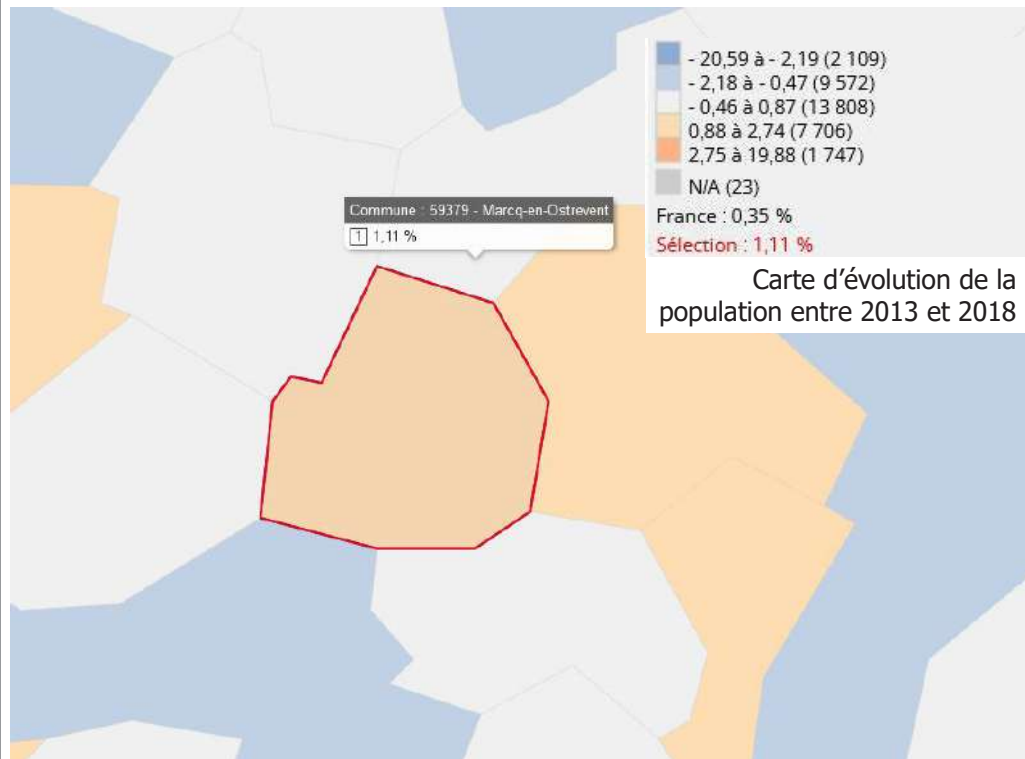 - 20,59 à - 2,19 (2 109)
- 2,18 à - 0,47 (9 572)
- 0,46 à 0,87 (13 808)
0,88 à 2,74 (7 706)
2,75 à 19,88 (1 747)
N/A (23)
France : 0,35 %
Sélection : 1,11 %
Carte d’évolution de la
population entre 2013 et 2018
Commune : 59379 - Marcq-en-Ostrevent
1 1,11 %